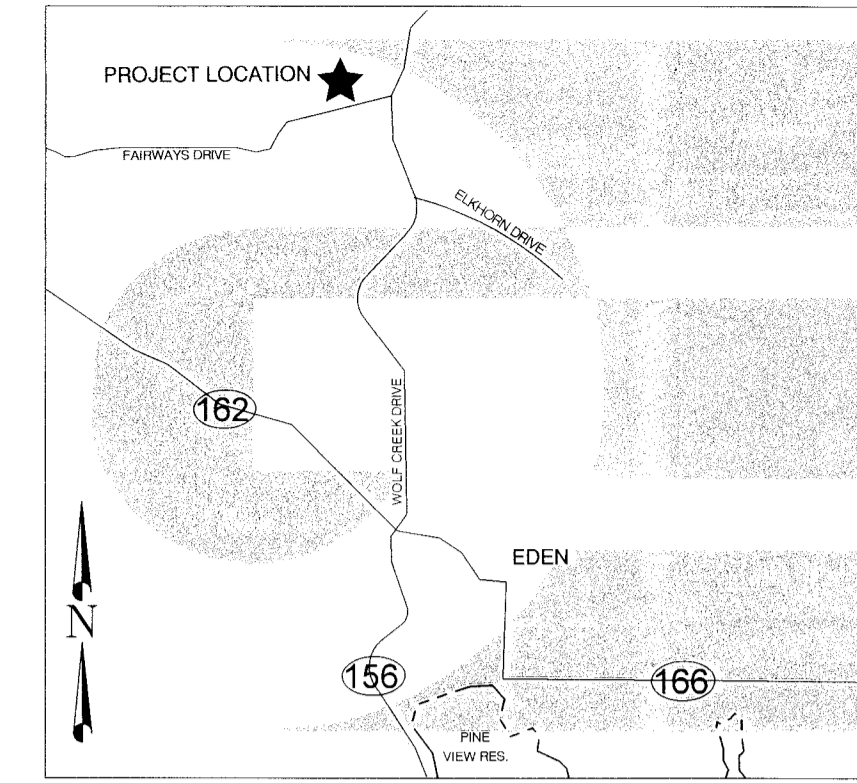 PROJECT LOCATION
FAIRWAYS DRIVE
ELKHORN DRIVE
162
WOLF CREEK DRIVE
EDEN
N
156
166
PINE
VIEW RES.